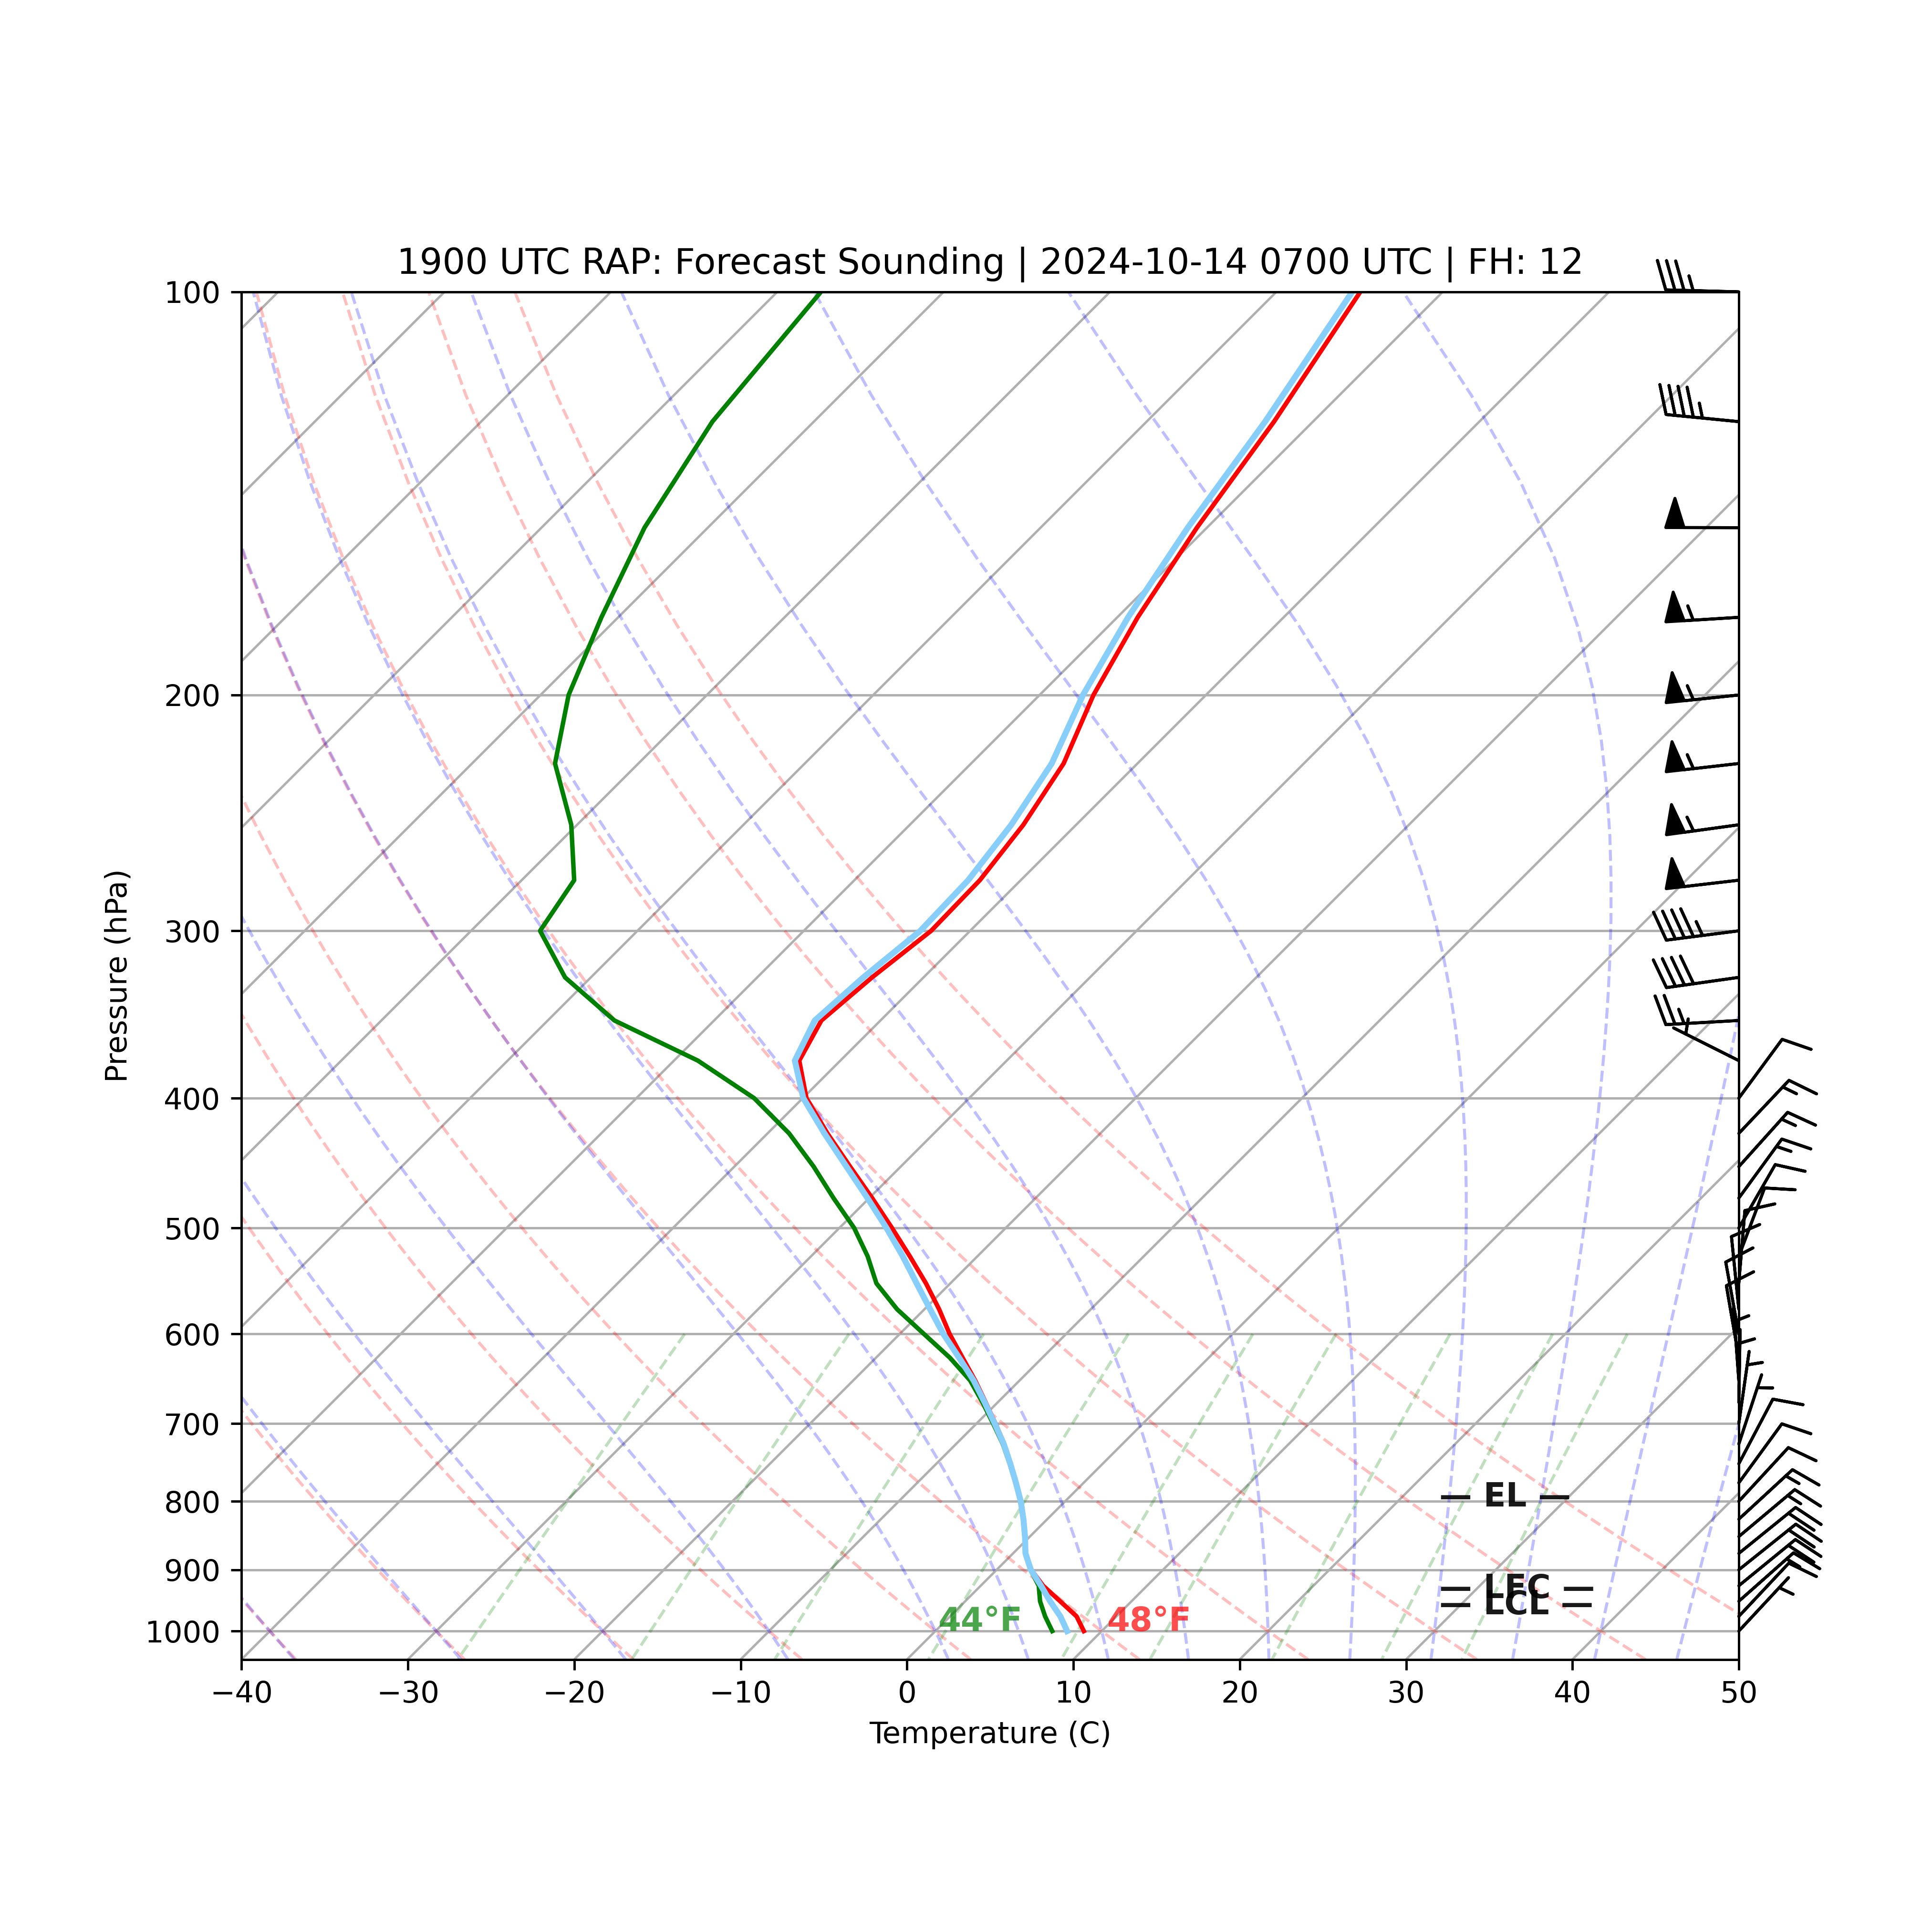 1900 UTC RAP: Forecast Sounding | 2024-10-14 0700 UTC | FH: 12
100
200
300
400
500
600
700
800
900
1000
Pressure (hPa)
— EL —
— LFC —
— LCL —
44°F
48°F
−40 −30 −20 −10 0 10 20 30 40 50
Temperature (C)